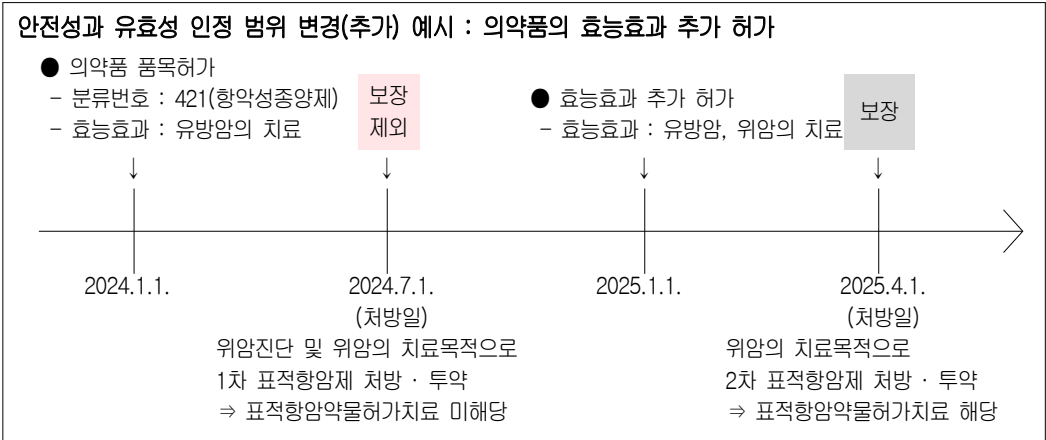 안전성과 유효성 인정 범위 변경(추가) 예시 : 의약품의 효능효과 추가 허가
● 의약품 품목허가
- 분류번호 : 421(항악성종양제)
- 효능효과 : 유방암의 치료
보장
제외
● 효능효과 추가 허가
- 효능효과 : 유방암, 위암의 치료
보장
↓ ↓ ↓ ↓
2024.1.1. 2024.7.1. 2025.1.1. 2025.4.1.
(처방일) (처방일)
위암진단 및 위암의 치료목적으로
1차 표적항암제 처방 · 투약
⇒ 표적항암약물허가치료 미해당
위암의 치료목적으로
2차 표적항암제 처방 · 투약
⇒ 표적항암약물허가치료 해당